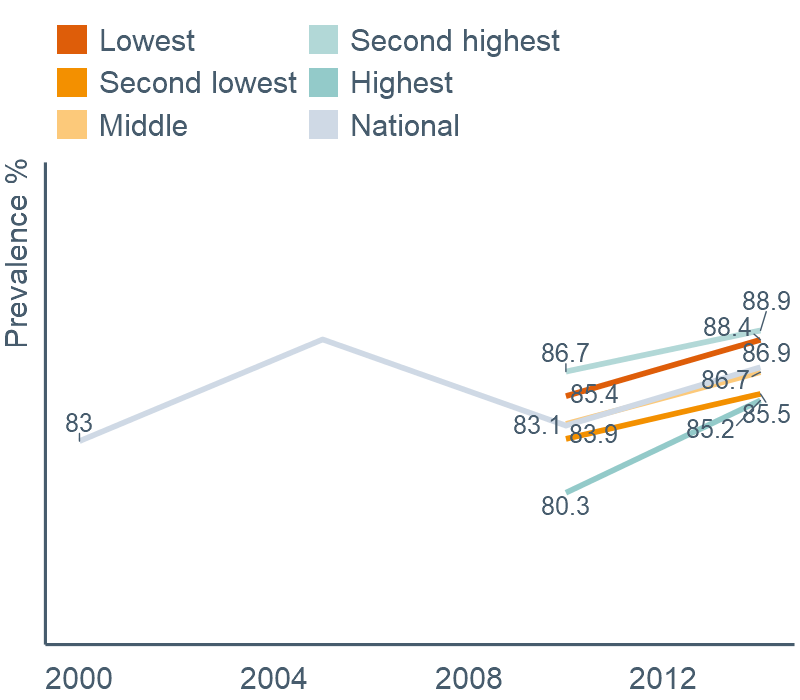 Lowest
Second lowest
Middle
Second highest
Highest
National
Prevalence %
88.9
88.4
86.7
86.9
86.7
85.4
83
83.1
83.9
85.2
85.5
80.3
2000 2004 2008 2012